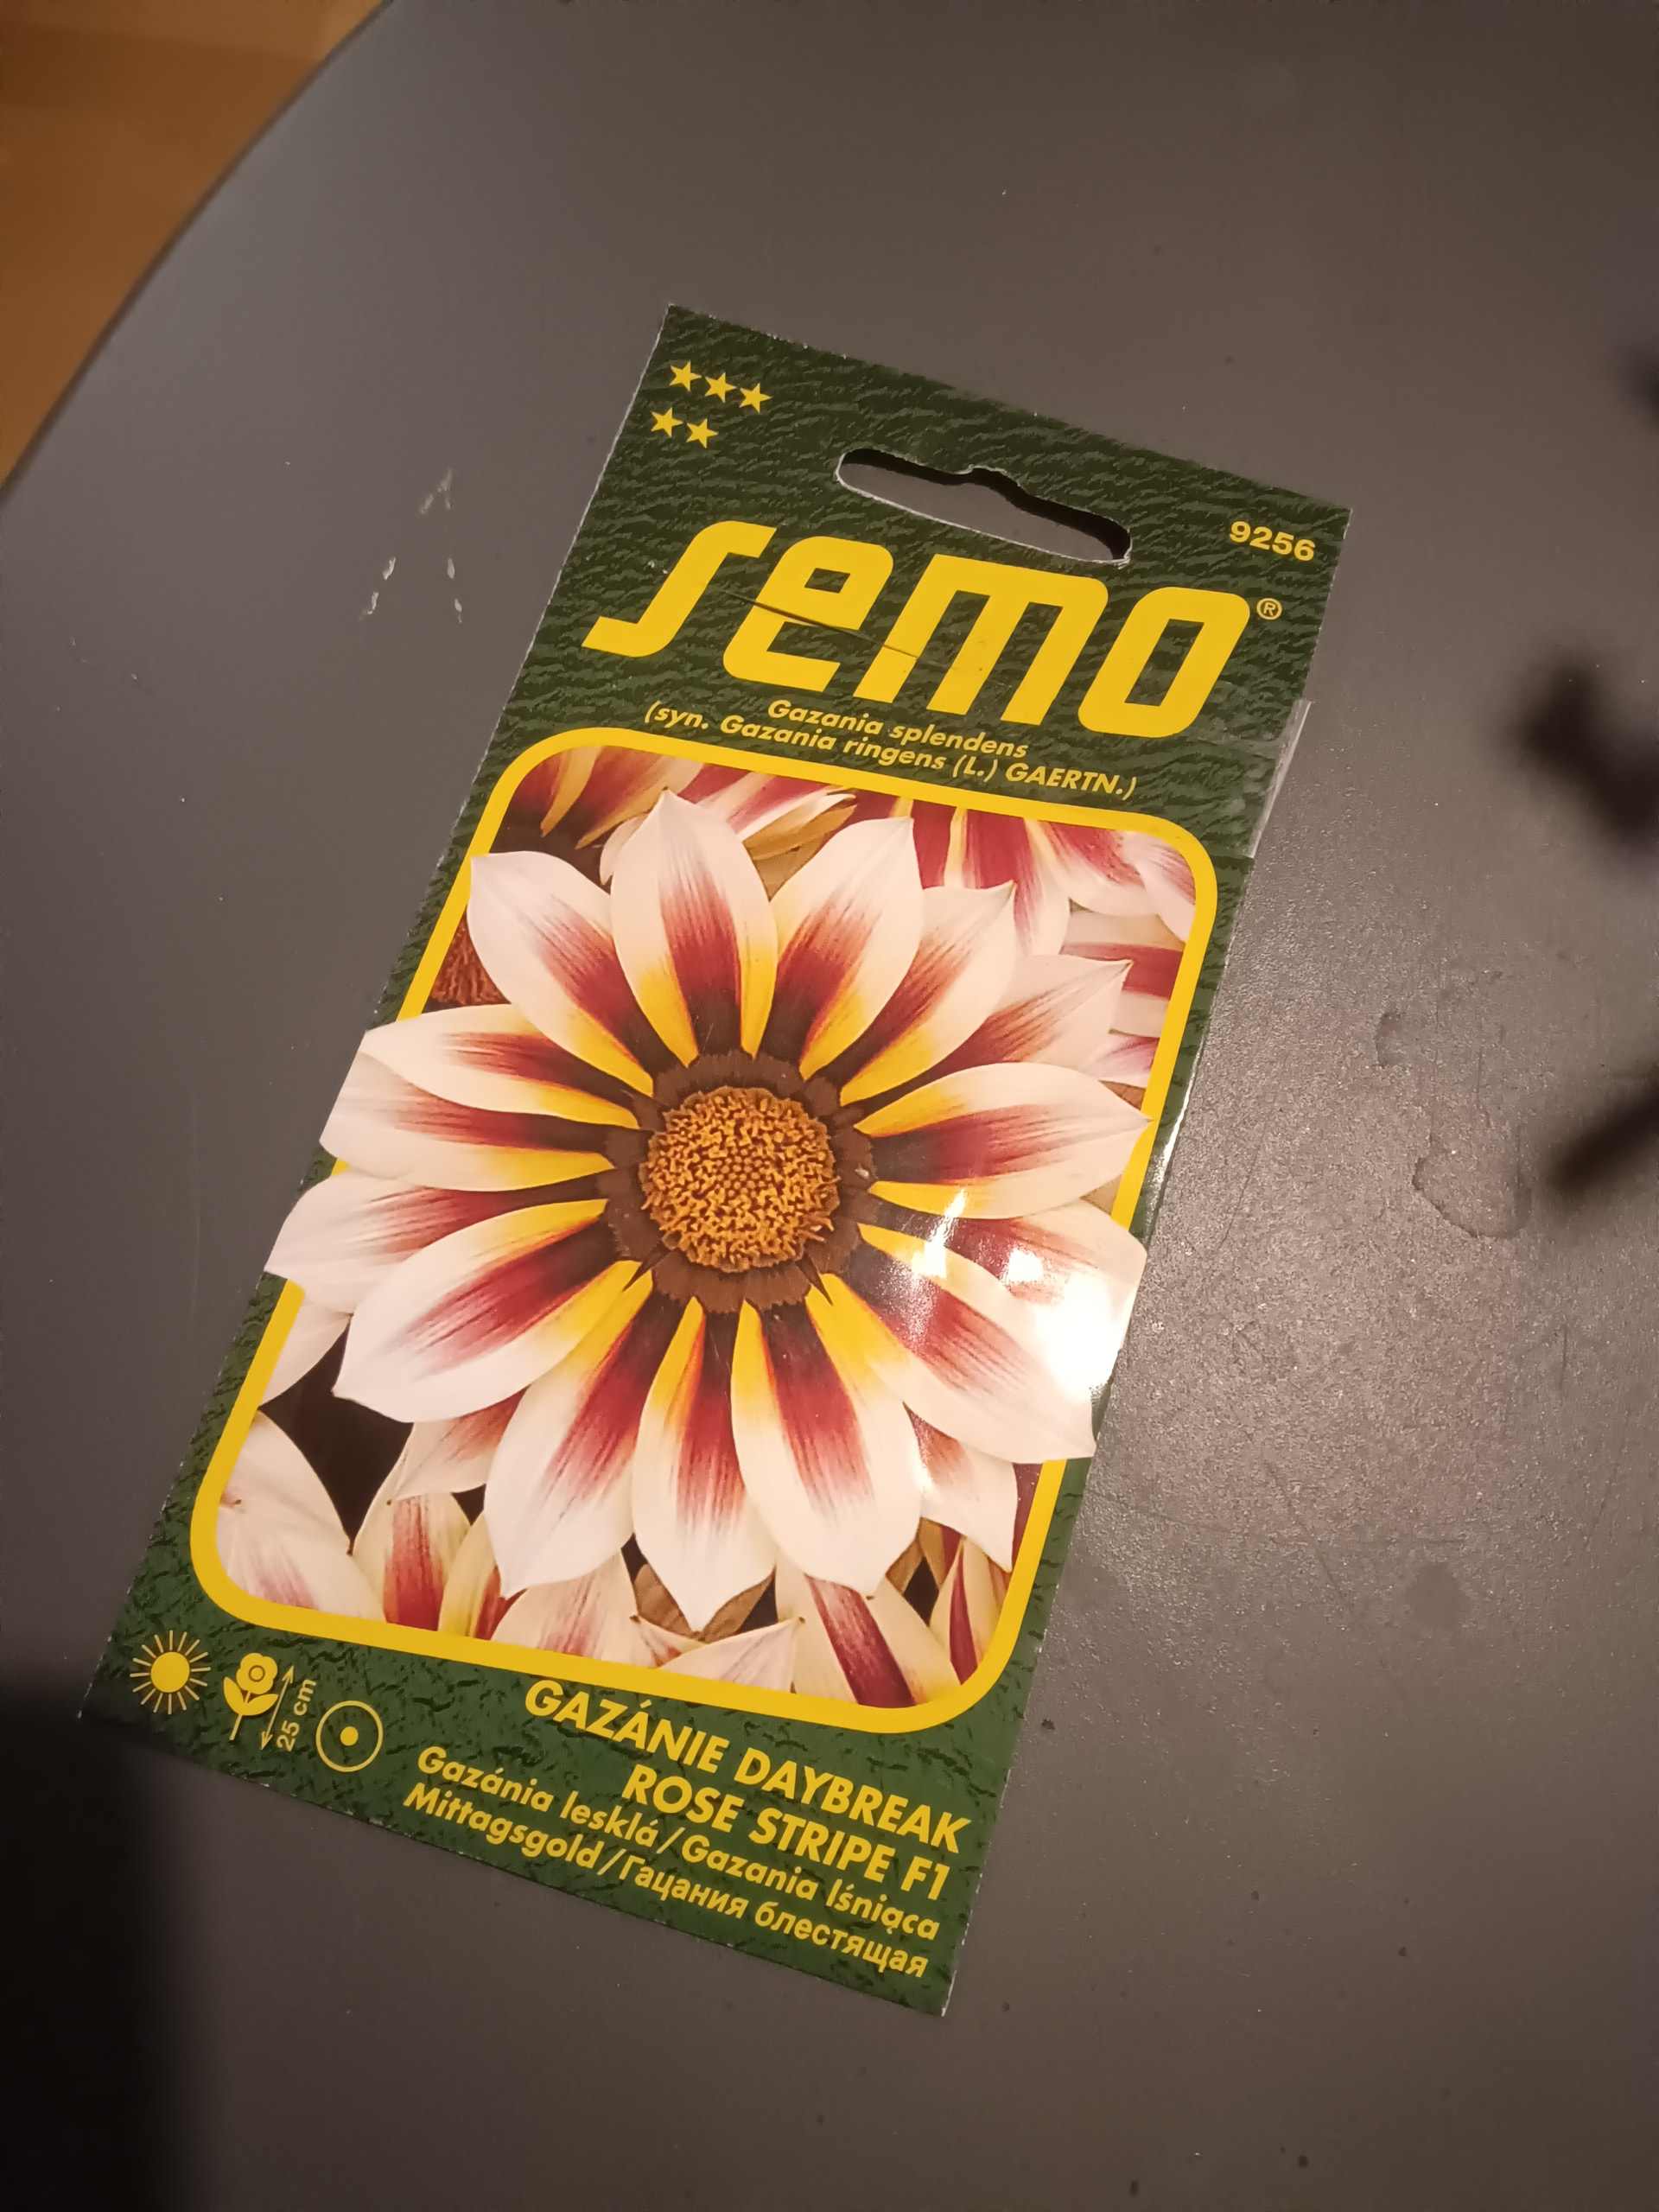 9256
semo®
Gazania splendens
(syn. Gazania ringens (L.) GAERTN.)
25 cm
GAZÁNIE DAYBREAK
ROSE STRIPE F1
Gazánia lesklá/Gazania lśniąca
Mittagsgold/Гацания блестящая